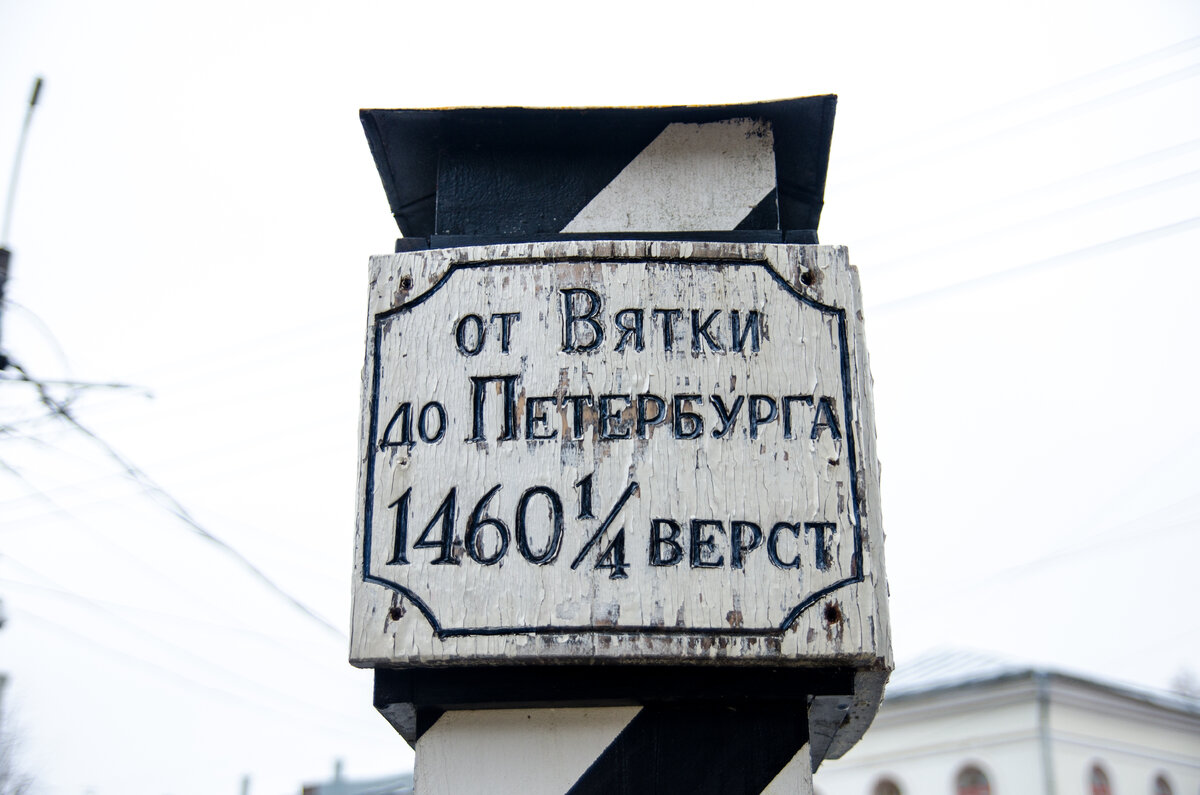 от Вятки
до Петербурга
1460 1/4 верст